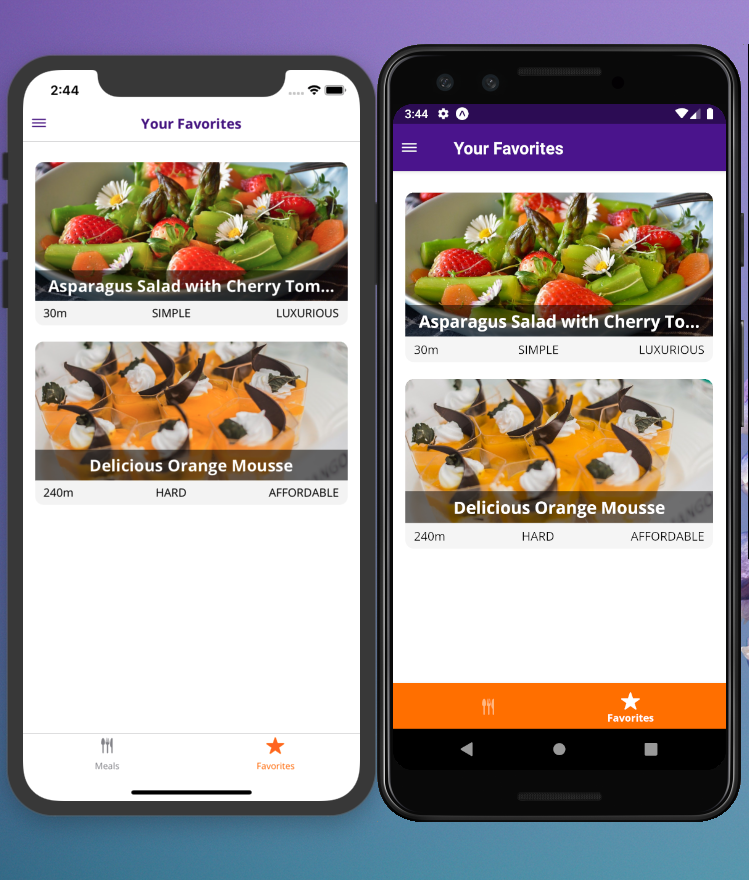 2:44
Your Favorites
Asparagus Salad with Cherry Tom...
30m SIMPLE LUXURIOUS
Delicious Orange Mousse
240m HARD AFFORDABLE
Meals Favorites
3:44
Your Favorites
Asparagus Salad with Cherry To...
30m SIMPLE LUXURIOUS
Delicious Orange Mousse
240m HARD AFFORDABLE
Favorites